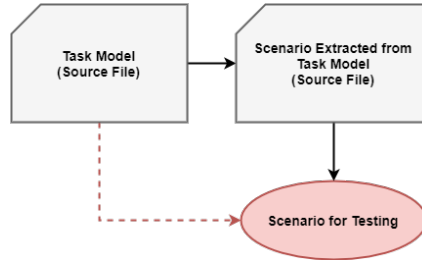 Task Model
(Source File)
Scenario Extracted from
Task Model
(Source File)
Scenario for Testing